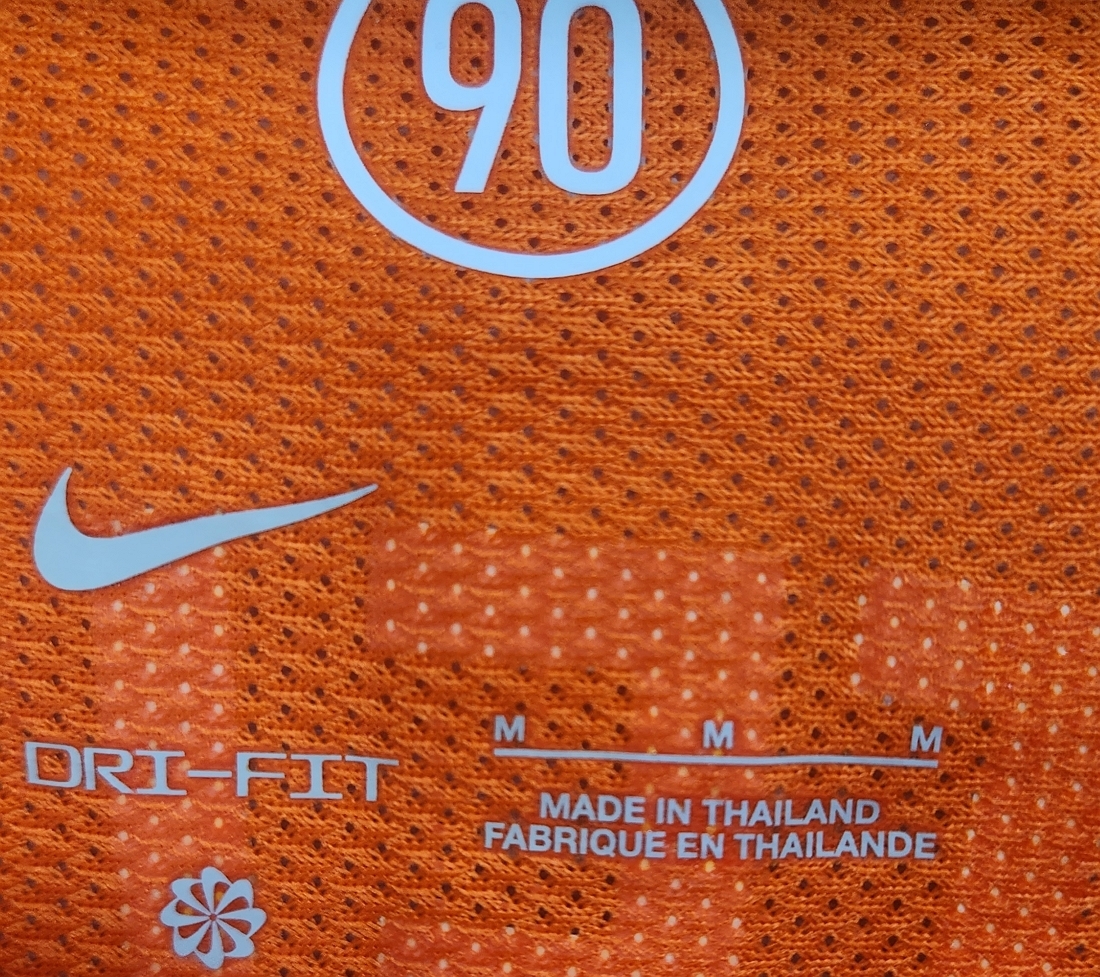 90
M M M
DRI-FIT
MADE IN THAILAND
FABRIQUE EN THAILANDE